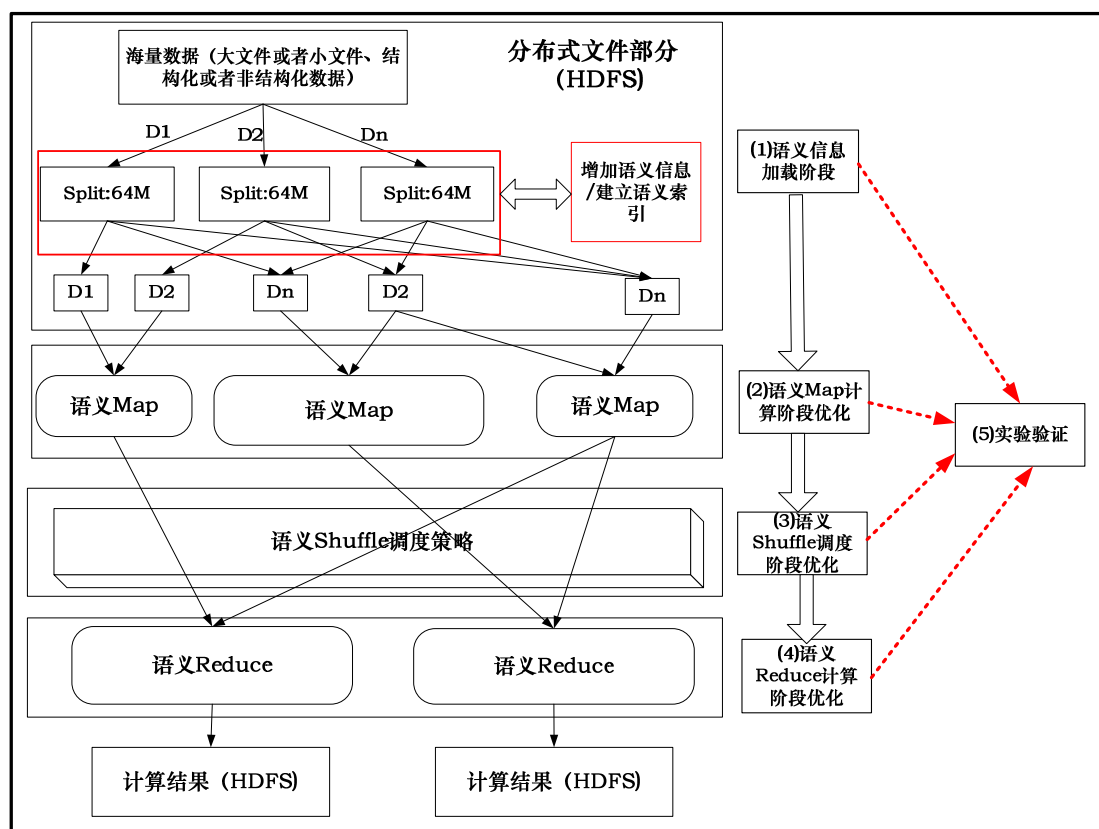 海量数据（大文件或者小文件、结
构化或者非结构化数据）
分布式文件部分
（HDFS)
D1
D2
Dn
Split:64M
Split:64M
Split:64M
增加语义信息
/建立语义索
引
D1
D2
Dn
D2
Dn
语义Map
语义Map
语义Map
语义Shuffle调度策略
语义Reduce
语义Reduce
计算结果（HDFS)
计算结果（HDFS)
(1)语义信息
加载阶段
(2)语义Map计
算阶段优化
(3)语义
Shuffle调度
阶段优化
(4)语义
Reduce计算
阶段优化
(5)实验验证